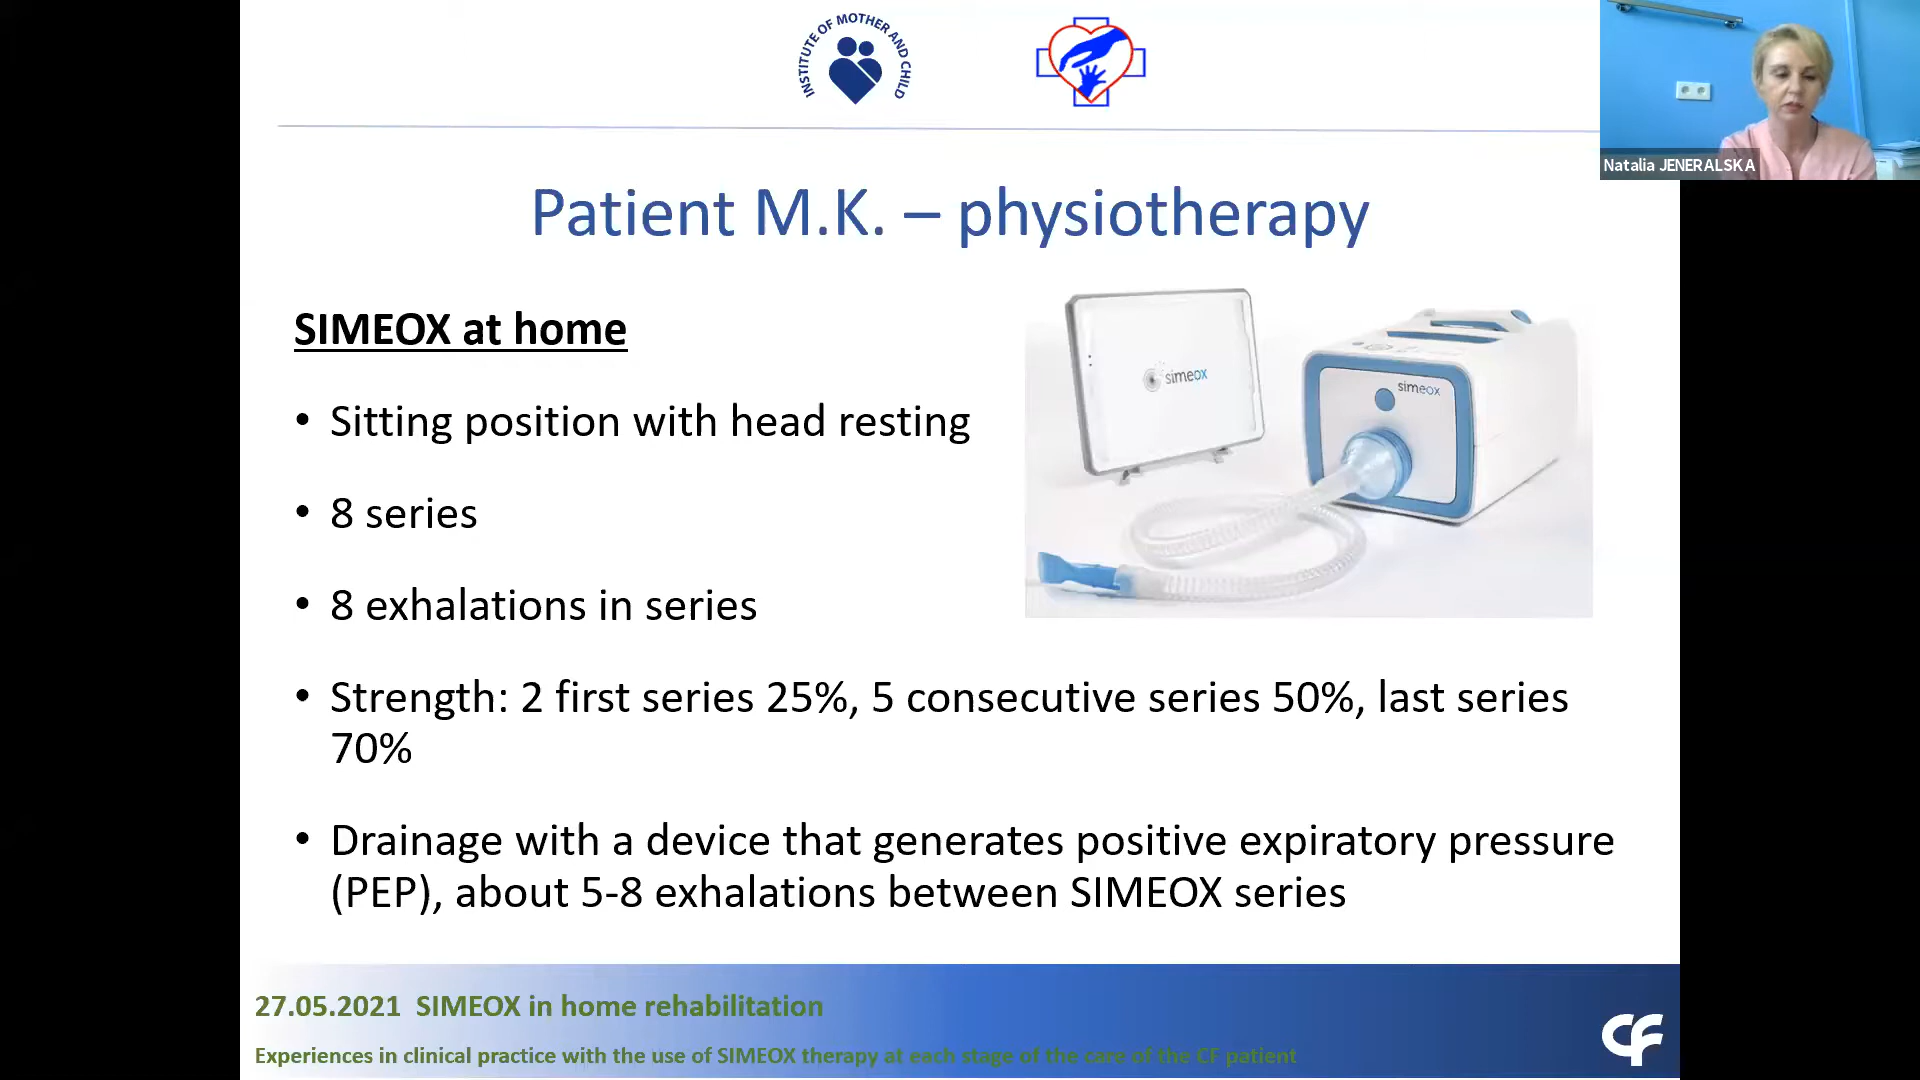 INSTITUTE OF MOTHER AND CHILD
Natalia JENERALSKA
Patient M.K. – physiotherapy
SIMEOX at home
simeox
simeox
• Sitting position with head resting
• 8 series
• 8 exhalations in series
• Strength: 2 first series 25%, 5 consecutive series 50%, last series
70%
• Drainage with a device that generates positive expiratory pressure
(PEP), about 5-8 exhalations between SIMEOX series
27.05.2021 SIMEOX in home rehabilitation
Experiences in clinical practice with the use of SIMEOX therapy at each stage of the care of the CF patient
CF